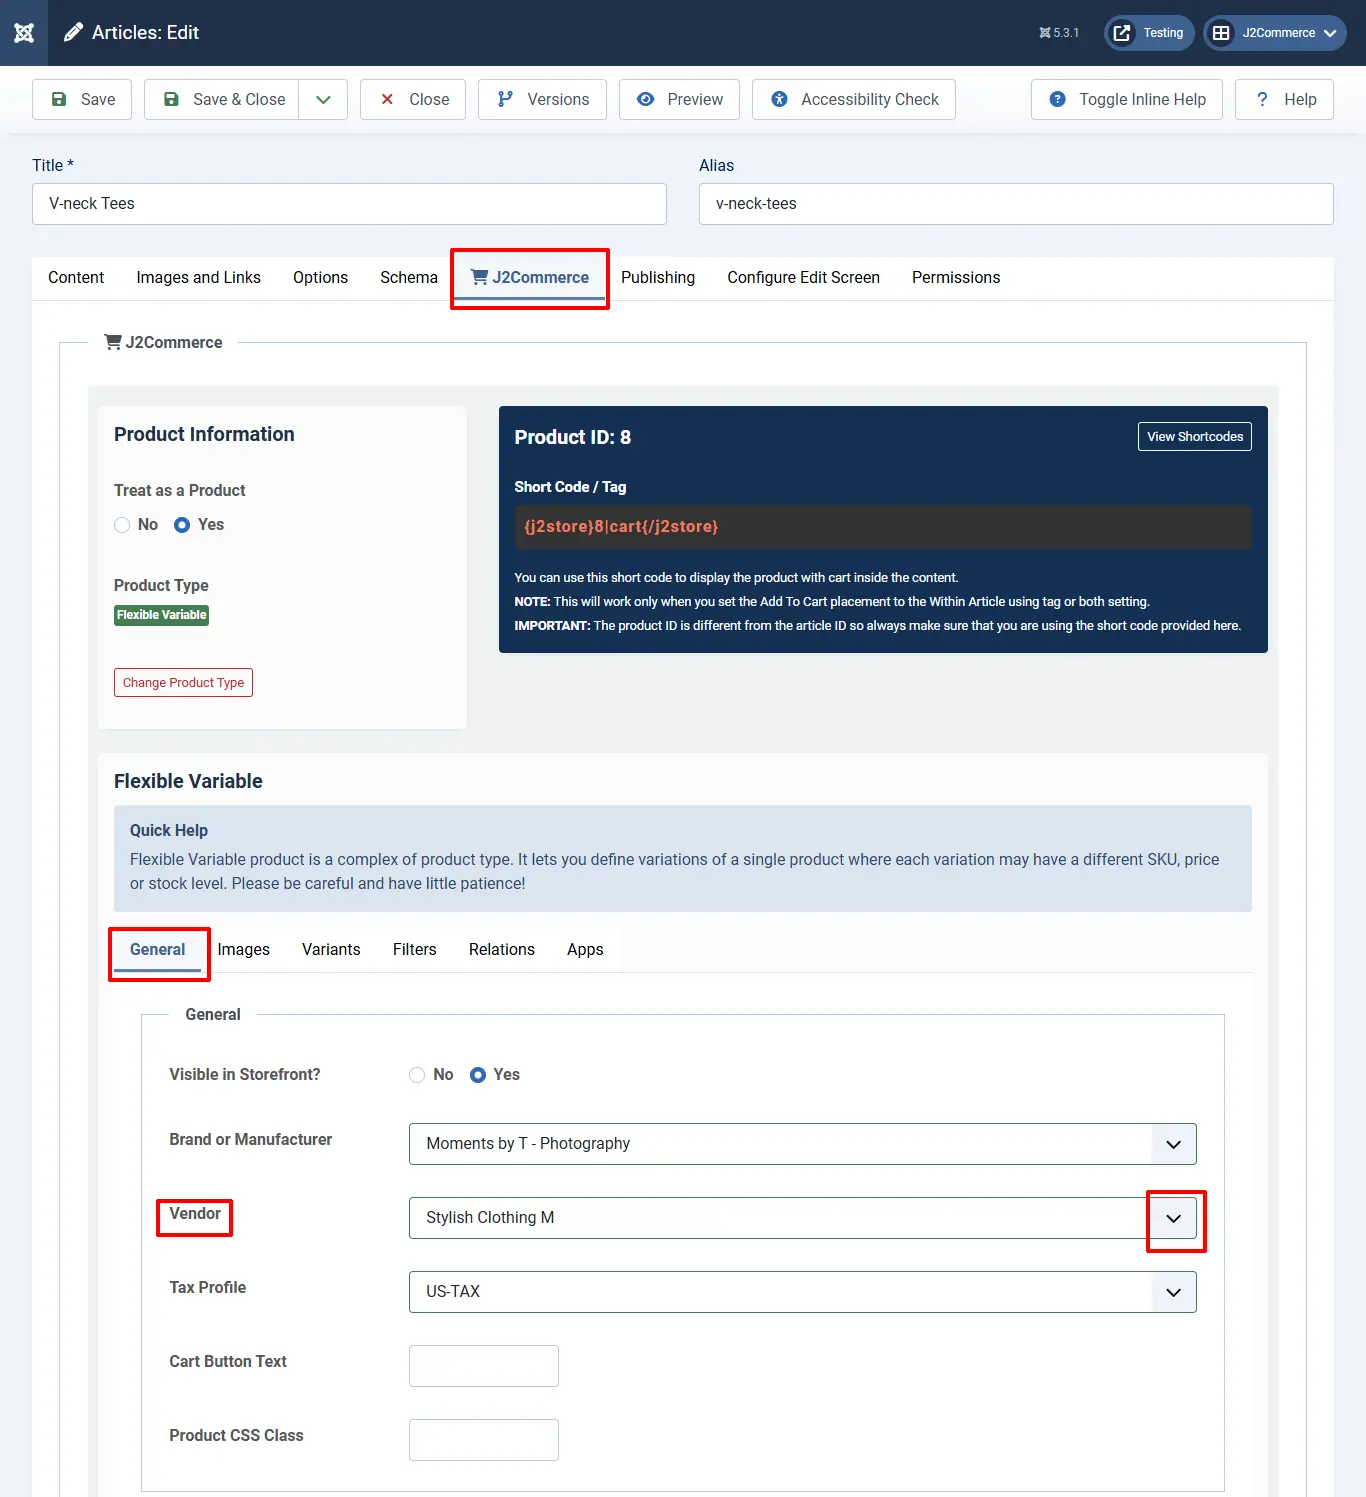 Articles: Edit
5.3.1
Testing
J2Commerce
Save
Save & Close
Close
Versions
Preview
Accessibility Check
Toggle Inline Help
? Help
Title *
Alias
V-neck Tees
v-neck-tees
Content
Images and Links
Options
Schema
J2Commerce
Publishing
Configure Edit Screen
Permissions
J2Commerce
Product Information
Treat as a Product
No
Yes
Product Type
Flexible Variable
Change Product Type
Product ID: 8
View Shortcodes
Short Code / Tag
{j2store}8|cart{/j2store}
You can use this short code to display the product with cart inside the content.
NOTE: This will work only when you set the Add To Cart placement to the Within Article using tag or both setting.
IMPORTANT: The product ID is different from the article ID so always make sure that you are using the short code provided here.
Flexible Variable
Quick Help
Flexible Variable product is a complex of product type. It lets you define variations of a single product where each variation may have a different SKU, price
or stock level. Please be careful and have little patience!
General
Images
Variants
Filters
Relations
Apps
General
Visible in Storefront?
No
Yes
Brand or Manufacturer
Moments by T - Photography
Vendor
Stylish Clothing M
Tax Profile
US-TAX
Cart Button Text
Product CSS Class